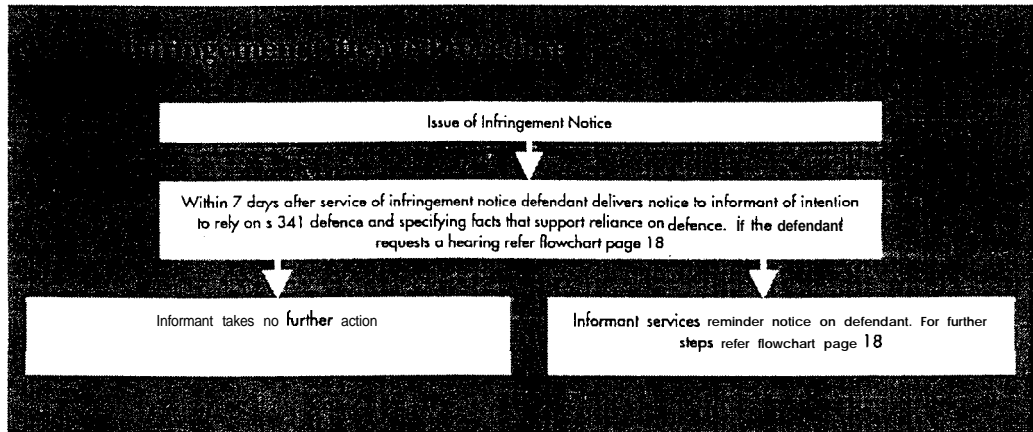 Issue of Infringement Notice
Within 7 days after service of infringement notice defendant delivers notice to informant of intention
to rely on s 341 defence and specifying facts that support reliance on defence. If the defendant
requests a hearing refer flowchart page 18
Informant takes no further action
Informant services reminder notice on defendant. For further
steps refer flowchart page 18